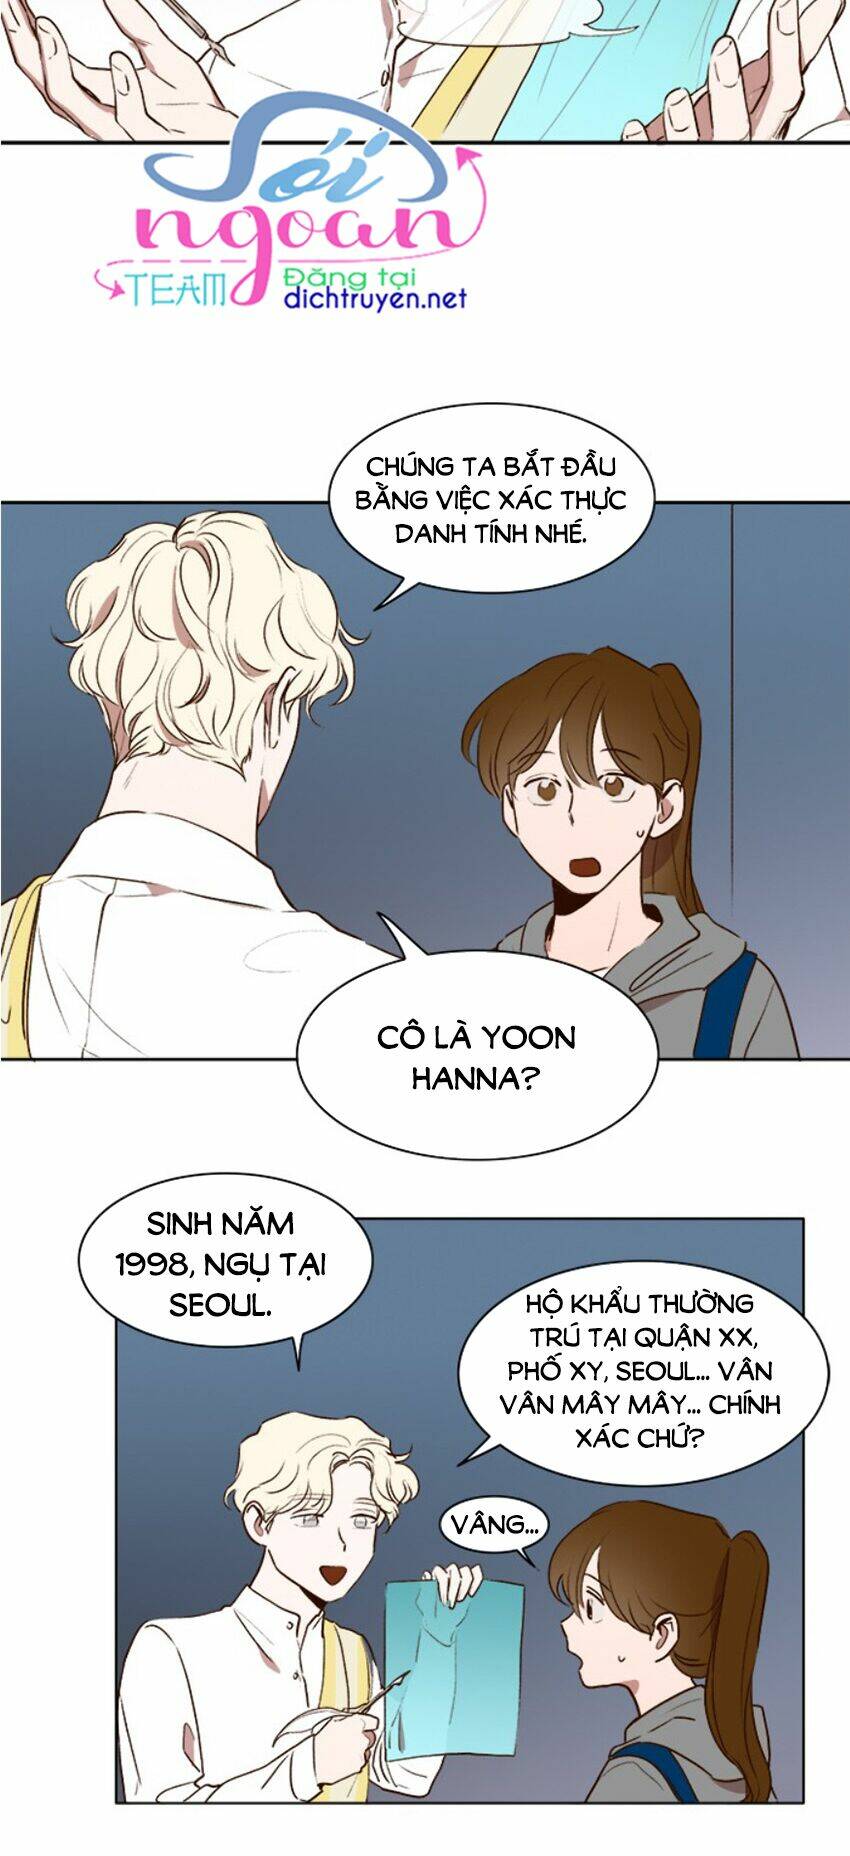 Sói
ngoan
TEAM
Đăng tại
dichtruyen.net
CHÚNG TA BẮT ĐẦU
BẰNG VIỆC XÁC THỰC
DANH TÍNH NHÉ.
CÔ LÀ YOON
HANNA?
SINH NĂM
1998, NGỤ TẠI
SEOUL.
HỘ KHẨU THƯỜNG
TRÚ TẠI QUẬN XX,
PHỐ XY, SEOUL... VÂN
VÂN MÂY MÂY... CHÍNH
XÁC CHỨ?
VÂNG...